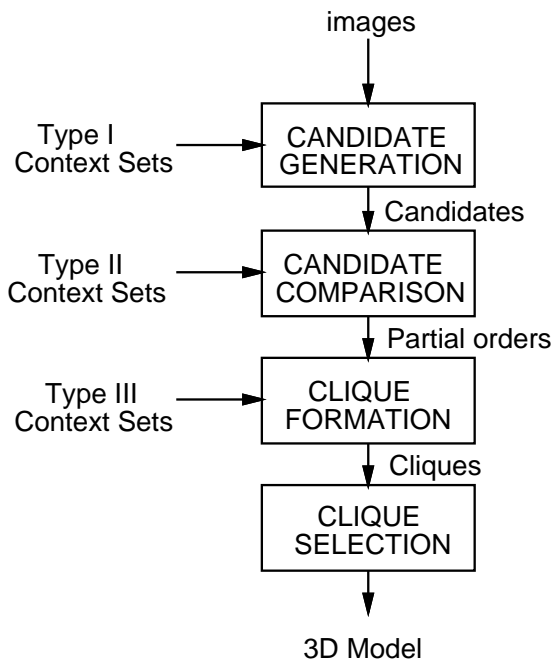 images
Type I
Context Sets
CANDIDATE
GENERATION
Candidates
Type II
Context Sets
CANDIDATE
COMPARISON
Partial orders
Type III
Context Sets
CLIQUE
FORMATION
Cliques
CLIQUE
SELECTION
3D Model